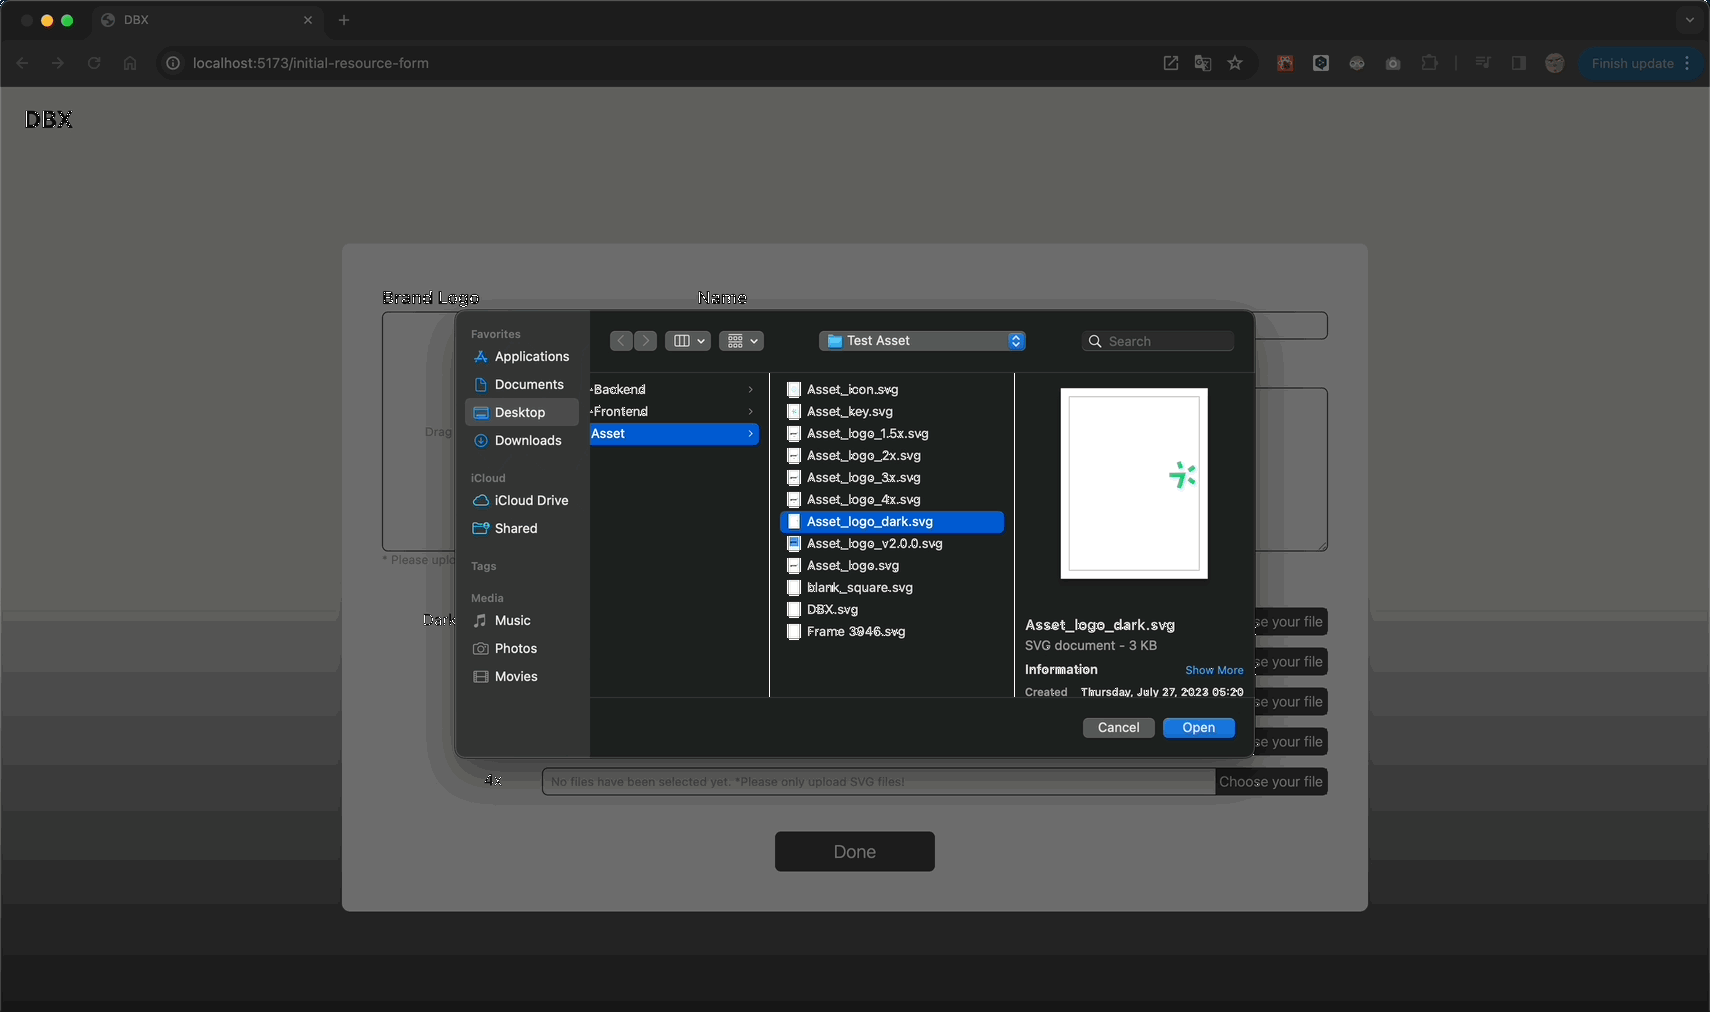 DBX
localhost:5173/initial-resource-form
Finish update
DBX
Brand Logo
Name
Drag
* Please uplo
Dark
Favorites
Applications
Documents
Desktop
Downloads
iCloud
iCloud Drive
Shared
Tags
Media
Music
Photos
Movies
Test Asset
Search
-Backend
-Frontend
Asset
Asset_icon.svg
Asset_key.svg
Asset_logo_1.5x.svg
Asset_logo_2x.svg
Asset_logo_3x.svg
Asset_logo_4x.svg
Asset_logo_dark.svg
Asset_logo_v2.0.0.svg
Asset_logo.svg
blank_square.svg
DBX.svg
Frame 3946.svg
Asset_logo_dark.svg
SVG document - 3 KB
Information
Show More
Created Thursday, July 27, 2023 05:20
Cancel
Open
se your file
se your file
se your file
se your file
4x
No files have been selected yet. *Please only upload SVG files!
Choose your file
Done